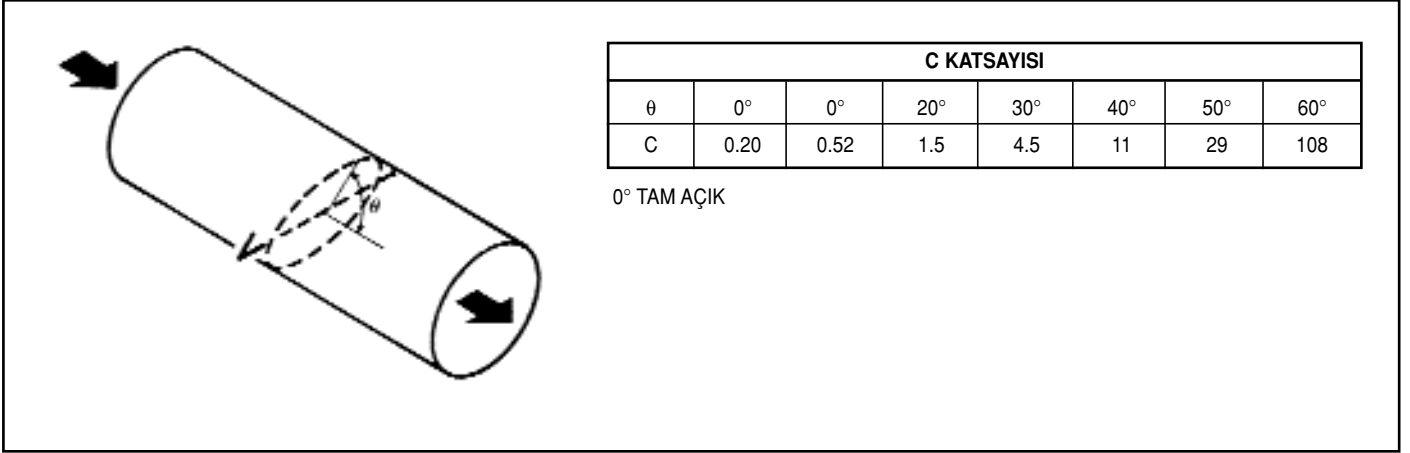 C KATSAYISI
θ 0° 0° 20° 30° 40° 50° 60°
C 0.20 0.52 1.5 4.5 11 29 108
0° TAM AÇIK
θ